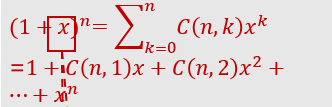 (1 + x)ⁿ = ∑ₖ₌₀ⁿ C(n, k)xᵏ
=1 + C(n, 1)x + C(n, 2)x² +
⋯ + xⁿ